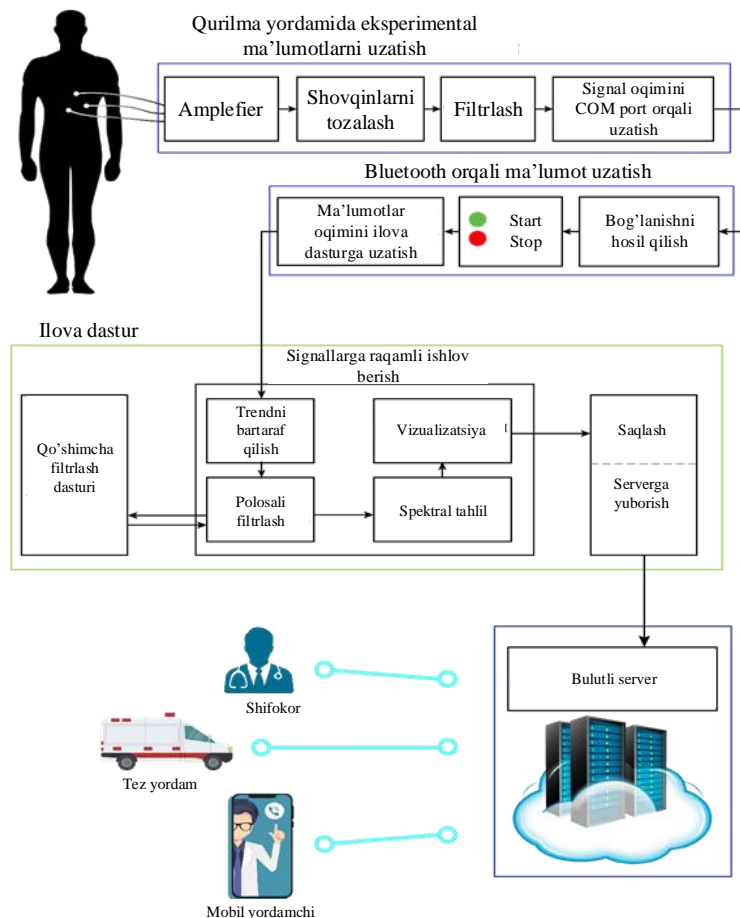 Qurilma yordamida eksperimental
ma’lumotlarni uzatish
Amplefier
Shovqinlarni
tozalash
Filtrlash
Signal oqimini
COM port orqali
uzatish
Bluetooth orqali ma’lumot uzatish
Ma’lumotlar
oqimini ilova
dasturga uzatish
Start
Stop
Bog’lanishni
hosil qilish
Ilova dastur
Signallarga raqamli ishlov
berish
Qo’shimcha
filtrlash
dasturi
Trendni
bartaraf
qilish
Vizualizatsiya
Polosali
filtrlash
Spektral tahlil
Saqlash
Serverga
yuborish
Bulutli server
Shifokor
Tez yordam
Mobil yordamchi